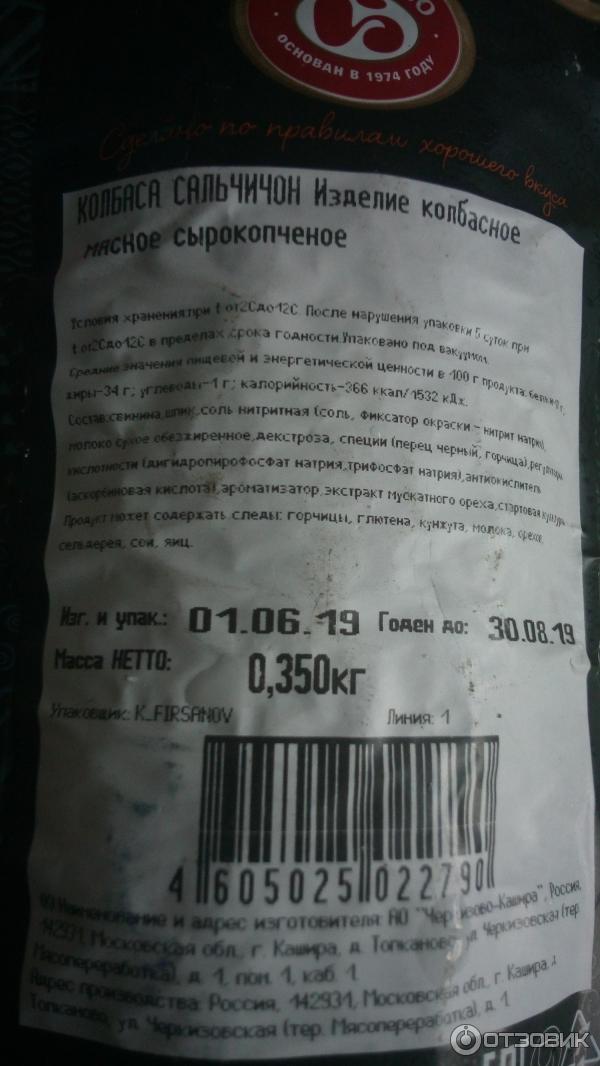 ОСНОВАН В 1974 ГОДУ
Сделано по правилам хорошего вкуса
КОЛБАСА САЛЬЧИЧОН Изделие колбасное
мясное сырокопченое
Условия хранения:при t от2Сдо12С. После нарушения упаковки 5 суток при
t от2Сдо12С в пределах срока годности.Упаковано под вакуумом.
Средние значения пищевой и энергетической ценности в 100 г продукта: белки-
жиры-34 г; углеводы-1 г; калорийность-366 ккал/1532 кДж.
Состав:свинина,шпик,соль нитритная (соль, фиксатор окраски - нитрит натрия),
молоко сухое обезжиренное,декстроза, специи (перец черный, горчица),регуляторы
кислотности (дигидропирофосфат натрия,трифосфат натрия),антиокислитель
(аскорбиновая кислота),ароматизатор,экстракт мускатного ореха,стартовая культура
Продукт может содержать следы: горчицы, глютена, кунжута, молока, орехов,
сельдерея, сои, яиц.
Изг. и упак.: 01.06.19 Годен до: 30.08.19
Масса НЕТТО: 0,350кг
Упаковщик: K_FIRSANOV Линия: 1
4 605025 022790
Наименование и адрес изготовителя: АО "Черкизово-Кашира", Россия,
142931, Московская обл., г. Кашира, д. Топканово, ул. Черкизовская (тер.
Мясопереработка), д. 1, пом. 1, каб. 1.
Адрес производства: Россия, 142931, Московская обл., г. Кашира, д.
Топканово, ул. Черкизовская (тер. Мясопереработка), д. 1.
ОТЗОВИК